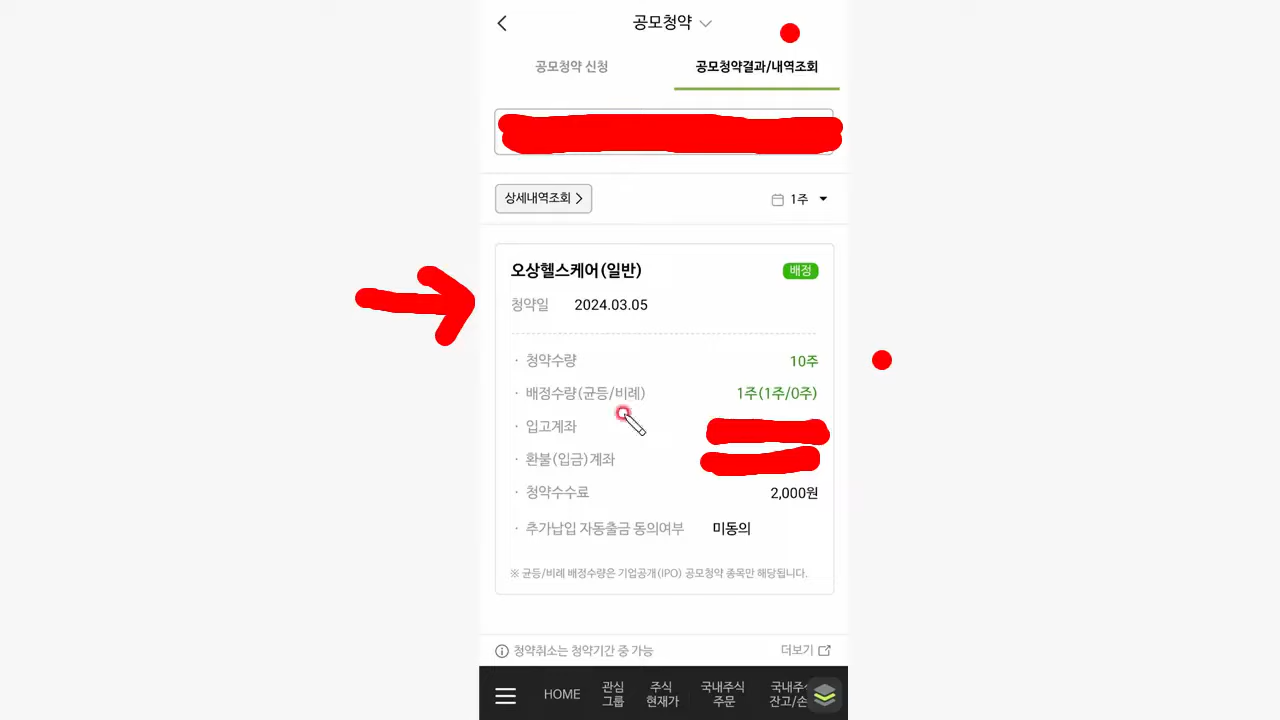 공모청약
공모청약 신청
공모청약결과/내역조회
상세내역조회
1주
오상헬스케어(일반)
배정
청약일 2024.03.05
· 청약수량 10주
· 배정수량(균등/비례) 1주(1주/0주)
· 입고계좌
· 환불(입금)계좌
· 청약수수료 2,000원
· 추가납입 자동출금 동의여부 미동의
※ 균등/비례 배정수량은 기업공개(IPO) 공모청약 종목만 해당됩니다.
청약취소는 청약기간 중 가능 더보기
HOME
관심
그룹
주식
현재가
국내주식
주문
국내주
잔고/손